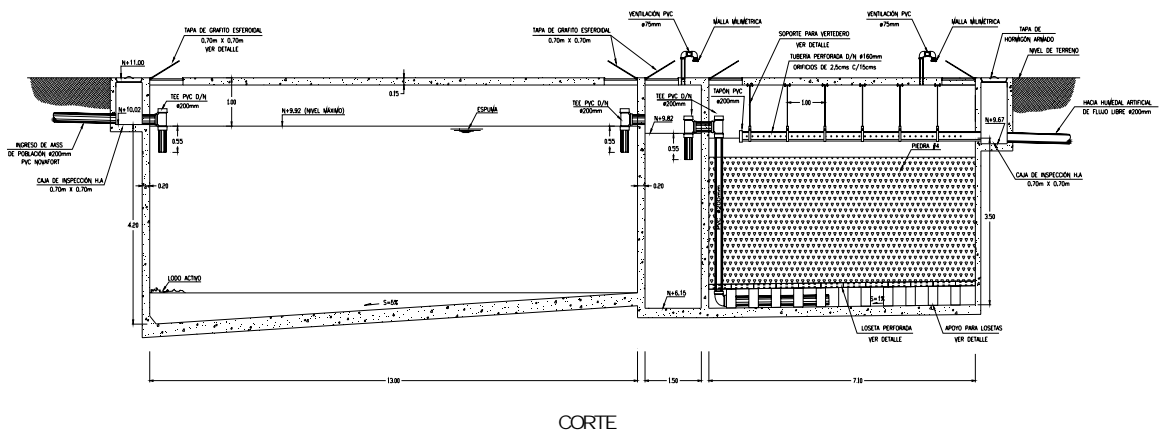 VENTILACIÓN PVC
ø75mm
MALLA MILIMÉTRICA
VENTILACIÓN PVC
ø75mm
MALLA MILIMÉTRICA
TAPA DE GRAFITO ESFEROIDAL
0.70m X 0.70m
VER DETALLE
TAPA DE GRAFITO ESFEROIDAL
0.70m X 0.70m
SOPORTE PARA VERTEDERO
VER DETALLE
TUBERÍA PERFORADA D/N ø160mm
ORIFICIOS DE 2,5cms C/15cms
TAPA DE
HORMIGÓN ARMADO
NIVEL DE TERRENO
N+11.00
N+10.02
TEE PVC D/N
ø200mm
1.00
0.15
N+9.92 (NIVEL MÁXIMO)
ESPUMA
TEE PVC D/N
ø200mm
N+9.82
TEE PVC D/N
ø200mm
TAPÓN PVC
ø200mm
1.00
N+9.67
HACIA HUMEDAL ARTIFICIAL
DE FLUJO LIBRE ø200mm
INGRESO DE AASS
DE POBLACIÓN ø200mm
PVC NOVAFORT
0.55
0.55
0.55
PIEDRA #4
CAJA DE INSPECCIÓN H.A
0.70m X 0.70m
0.20
0.20
CAJA DE INSPECCIÓN H.A
0.70m X 0.70m
4.20
3.50
LODO ACTIVO
S=5%
N+6.15
S=1%
LOSETA PERFORADA
VER DETALLE
APOYO PARA LOSETAS
VER DETALLE
13.00
1.50
7.10
CORTE